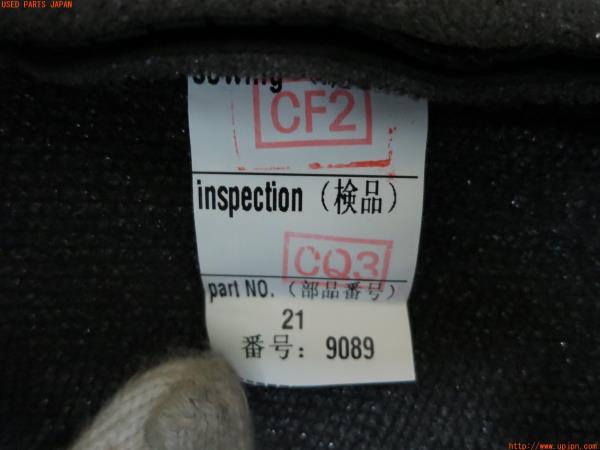 USED PARTS JAPAN
sewing
CF2
inspection（検品）
CQ3
part NO.（部品番号）
21
番号: 9089
http://www.upjpn.com/